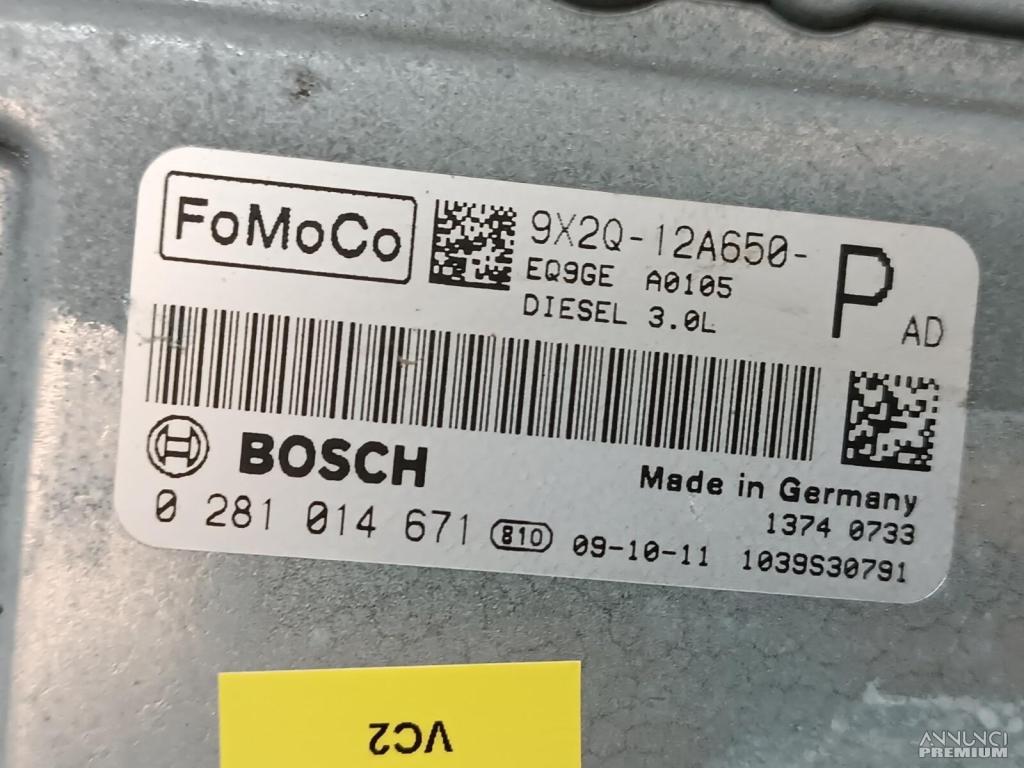 FoMoCo
9X2Q-12A650-
P
AD
EQ9GE A0105
DIESEL 3.0L
BOSCH
Made in Germany
0 281 014 671 810 09-10-11
1374 0733
1039S30791
VC2
ANNUNCI
PREMIUM